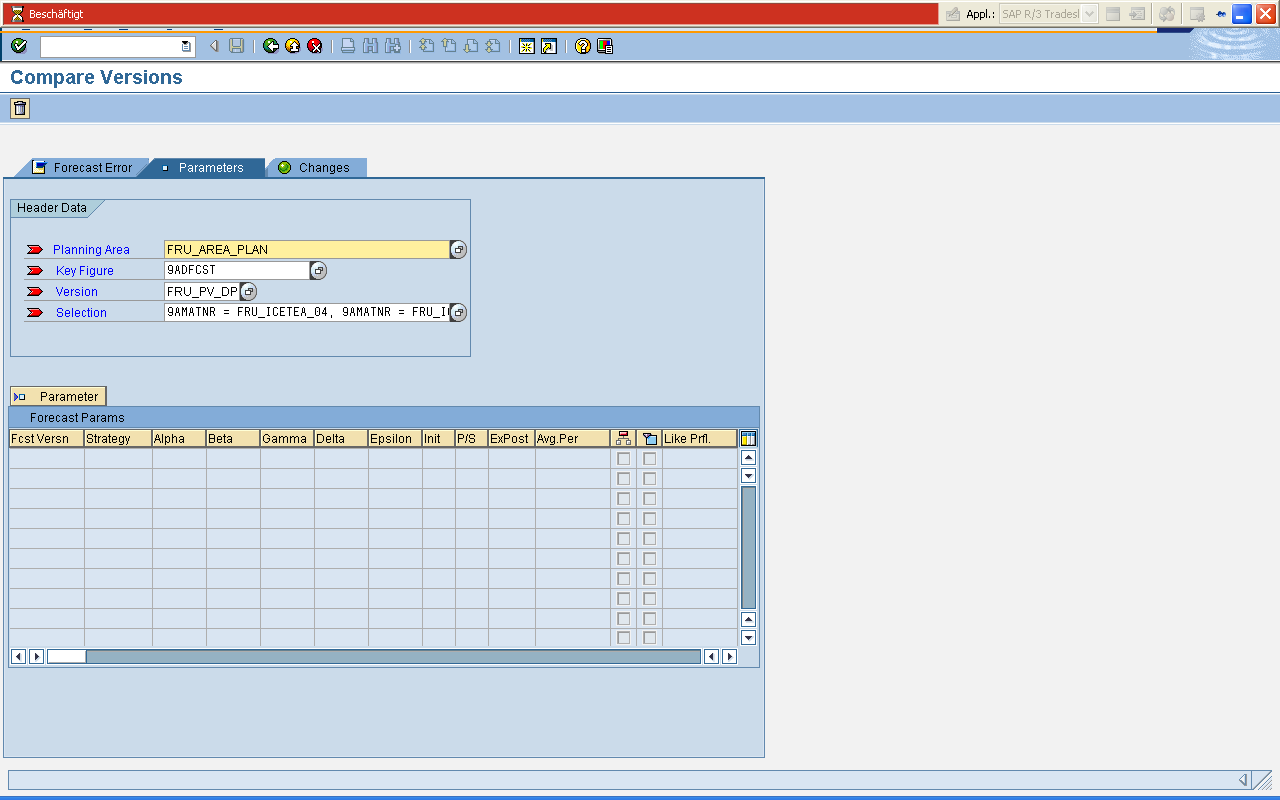 Beschäftigt
Appl.: SAP R/3 Tradesl
Compare Versions
Forecast Error Parameters Changes
Header Data
Planning Area FRU_AREA_PLAN
Key Figure 9ADFCST
Version FRU_PV_DP
Selection 9AMATNR = FRU_ICETEA_04, 9AMATNR = FRU_I
Parameter
Forecast Params
Fcst Versn Strategy Alpha Beta Gamma Delta Epsilon Init P/S ExPost Avg.Per Like Prfl.